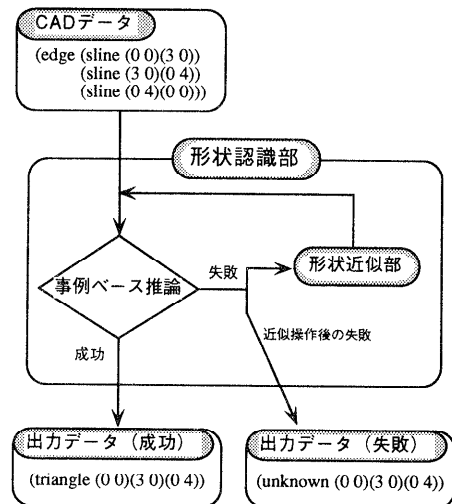 CADデータ
(edge (sline (0 0)(3 0))
(sline (3 0)(0 4))
(sline (0 4)(0 0)))
形状認識部
事例ベース推論
失敗
形状近似部
近似操作後の失敗
成功
出力データ（成功）
(triangle (0 0)(3 0)(0 4))
出力データ（失敗）
(unknown (0 0)(3 0)(0 4))